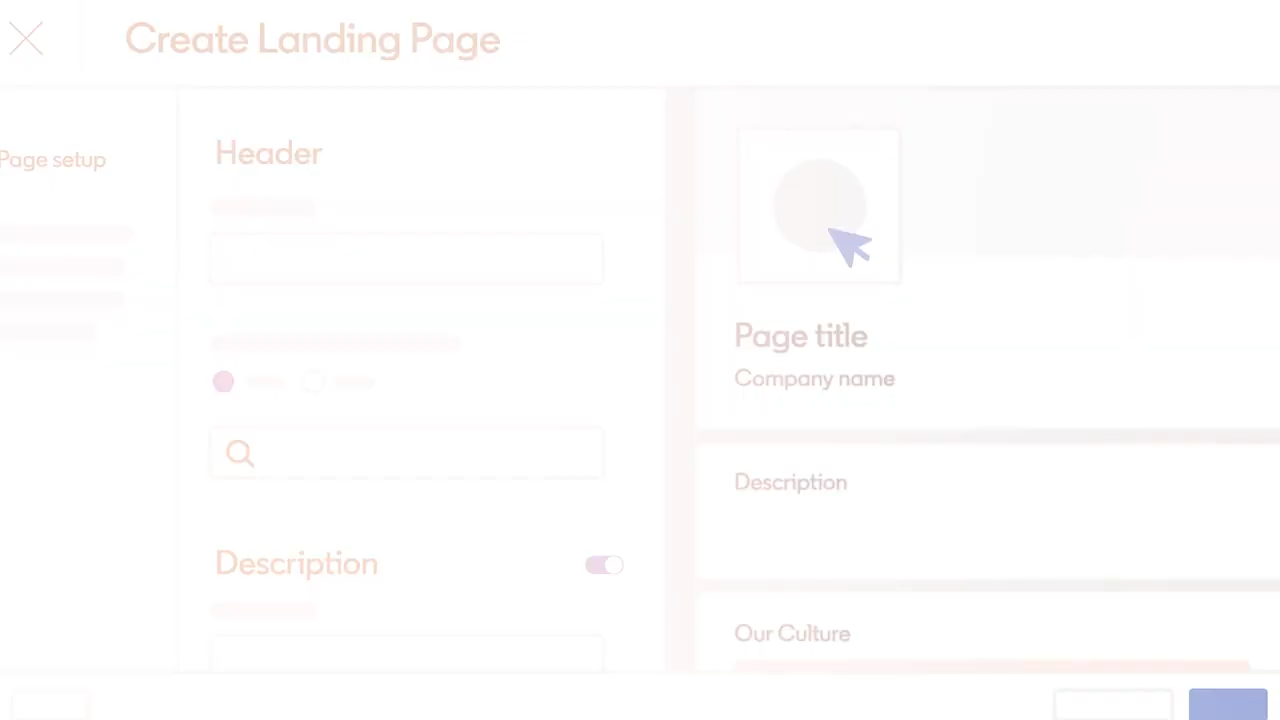 Create Landing Page
Page setup
Header
Description
Page title
Company name
Description
Our Culture